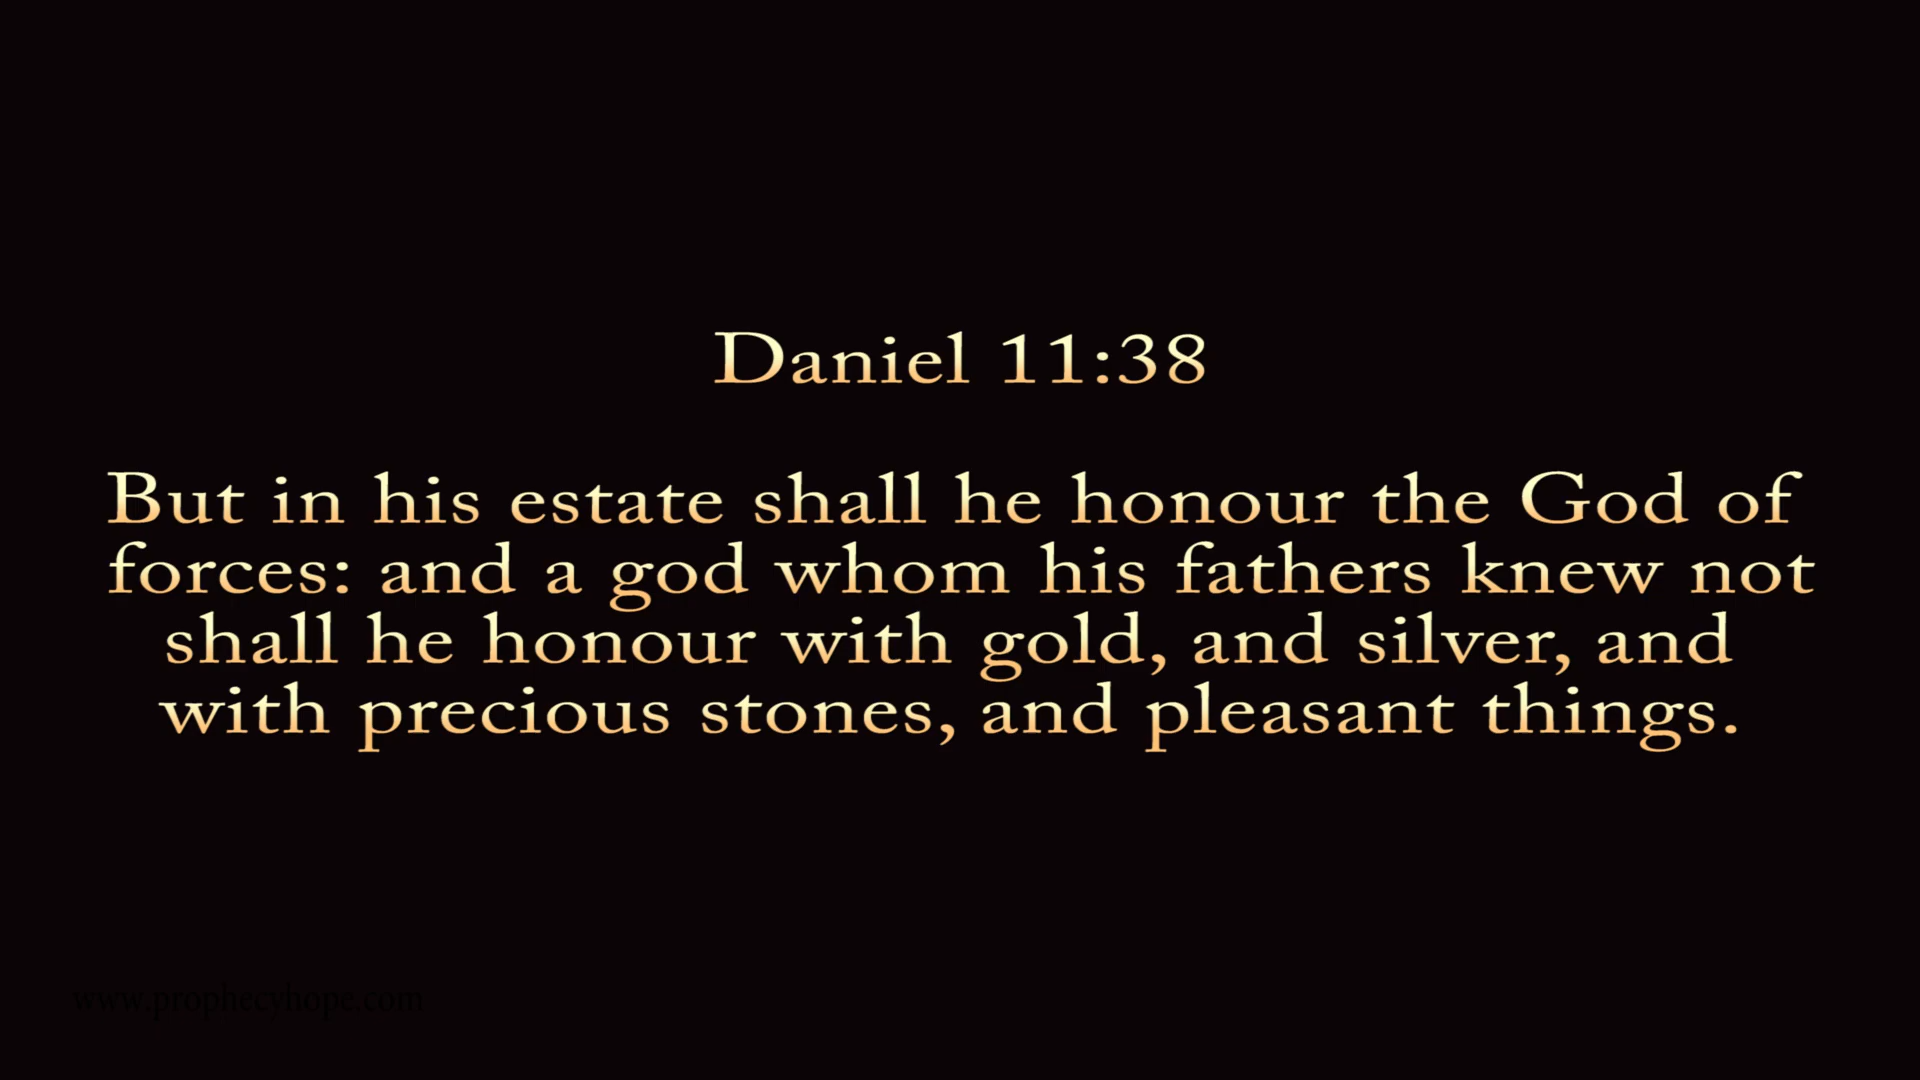 Daniel 11:38
But in his estate shall he honour the God of
forces: and a god whom his fathers knew not
shall he honour with gold, and silver, and
with precious stones, and pleasant things.
www.prophecyhope.com